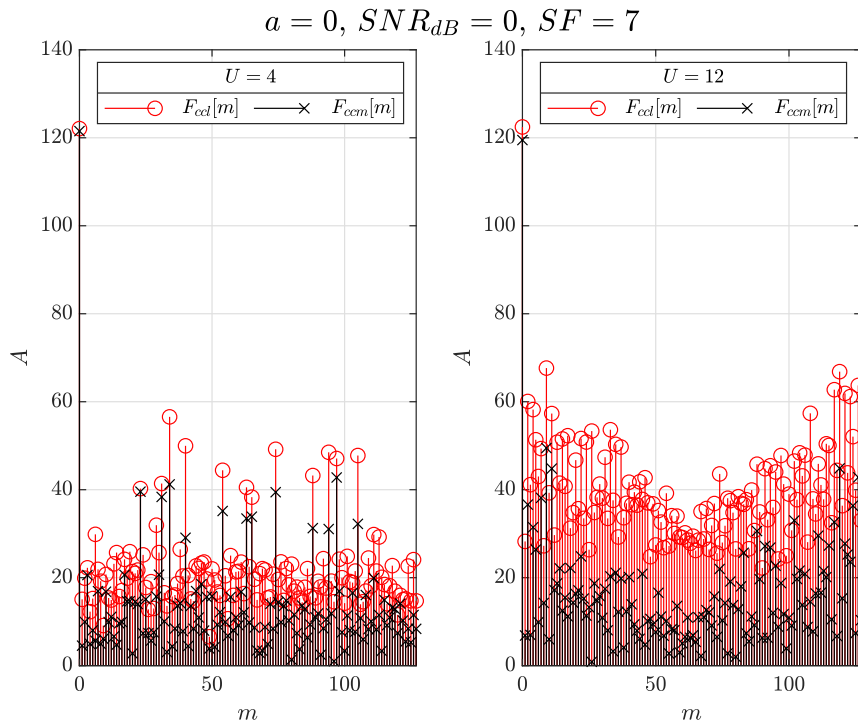 a = 0, SNR_dB = 0, SF = 7
U = 4
F_ccl[m] F_ccm[m]
140
120
100
80
60
40
20
0
A
0 50 100
m
U = 12
F_ccl[m] F_ccm[m]
140
120
100
80
60
40
20
0
A
0 50 100
m